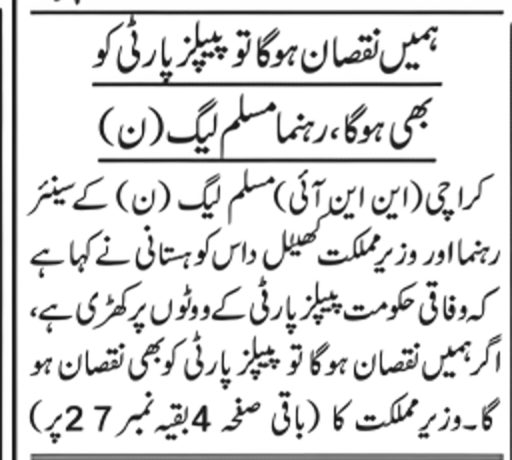 ہمیں نقصان ہوگا تو پیپلز پارٹی کو
بھی ہوگا، رہنما مسلم لیگ (ن)
کراچی (این این آئی) مسلم لیگ (ن) کے سینئر
رہنما اور وزیر مملکت کھیئل داس کوہستانی نے کہا ہے
کہ وفاقی حکومت پیپلز پارٹی کے ووٹوں پر کھڑی ہے،
اگر ہمیں نقصان ہوگا تو پیپلز پارٹی کو بھی نقصان ہو
گا۔ وزیر مملکت کا (باقی صفحہ 4 بقیہ نمبر 27 پر)